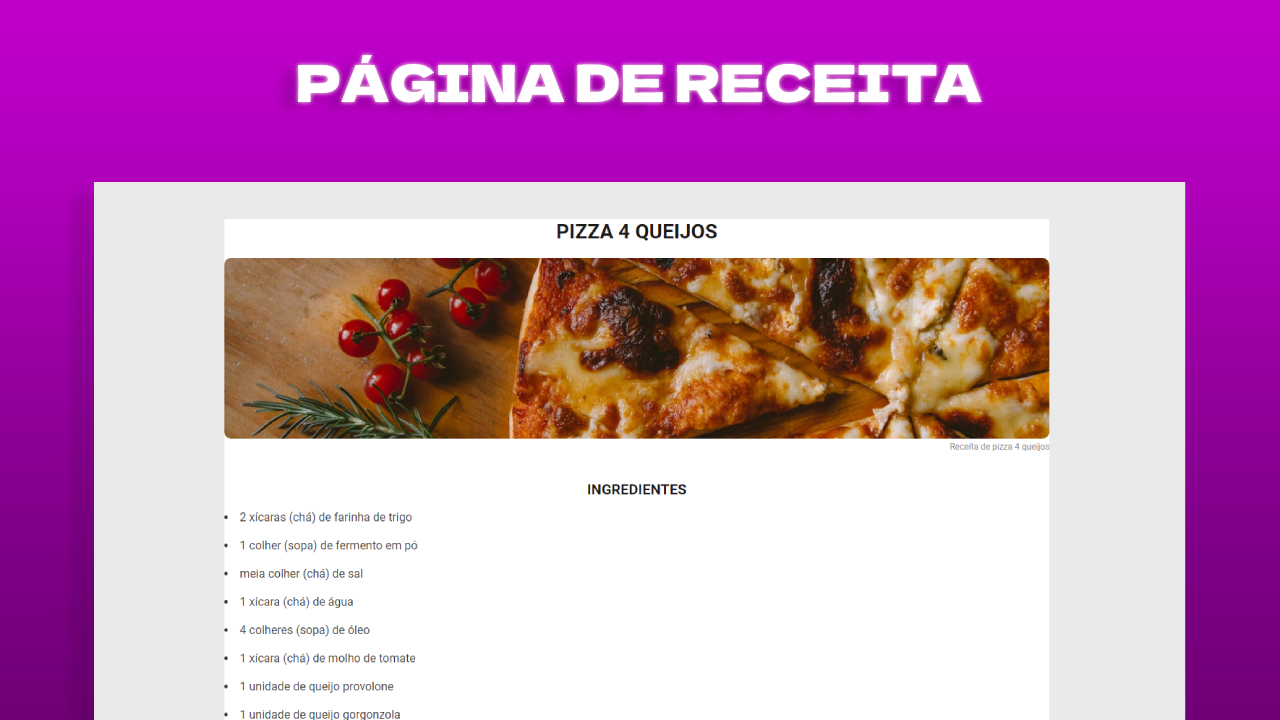 PÁGINA DE RECEITA
PIZZA 4 QUEIJOS
Receita de pizza 4 queijos
INGREDIENTES
• 2 xícaras (chá) de farinha de trigo
• 1 colher (sopa) de fermento em pó
• meia colher (chá) de sal
• 1 xícara (chá) de água
• 4 colheres (sopa) de óleo
• 1 xícara (chá) de molho de tomate
• 1 unidade de queijo provolone
• 1 unidade de queijo gorgonzola